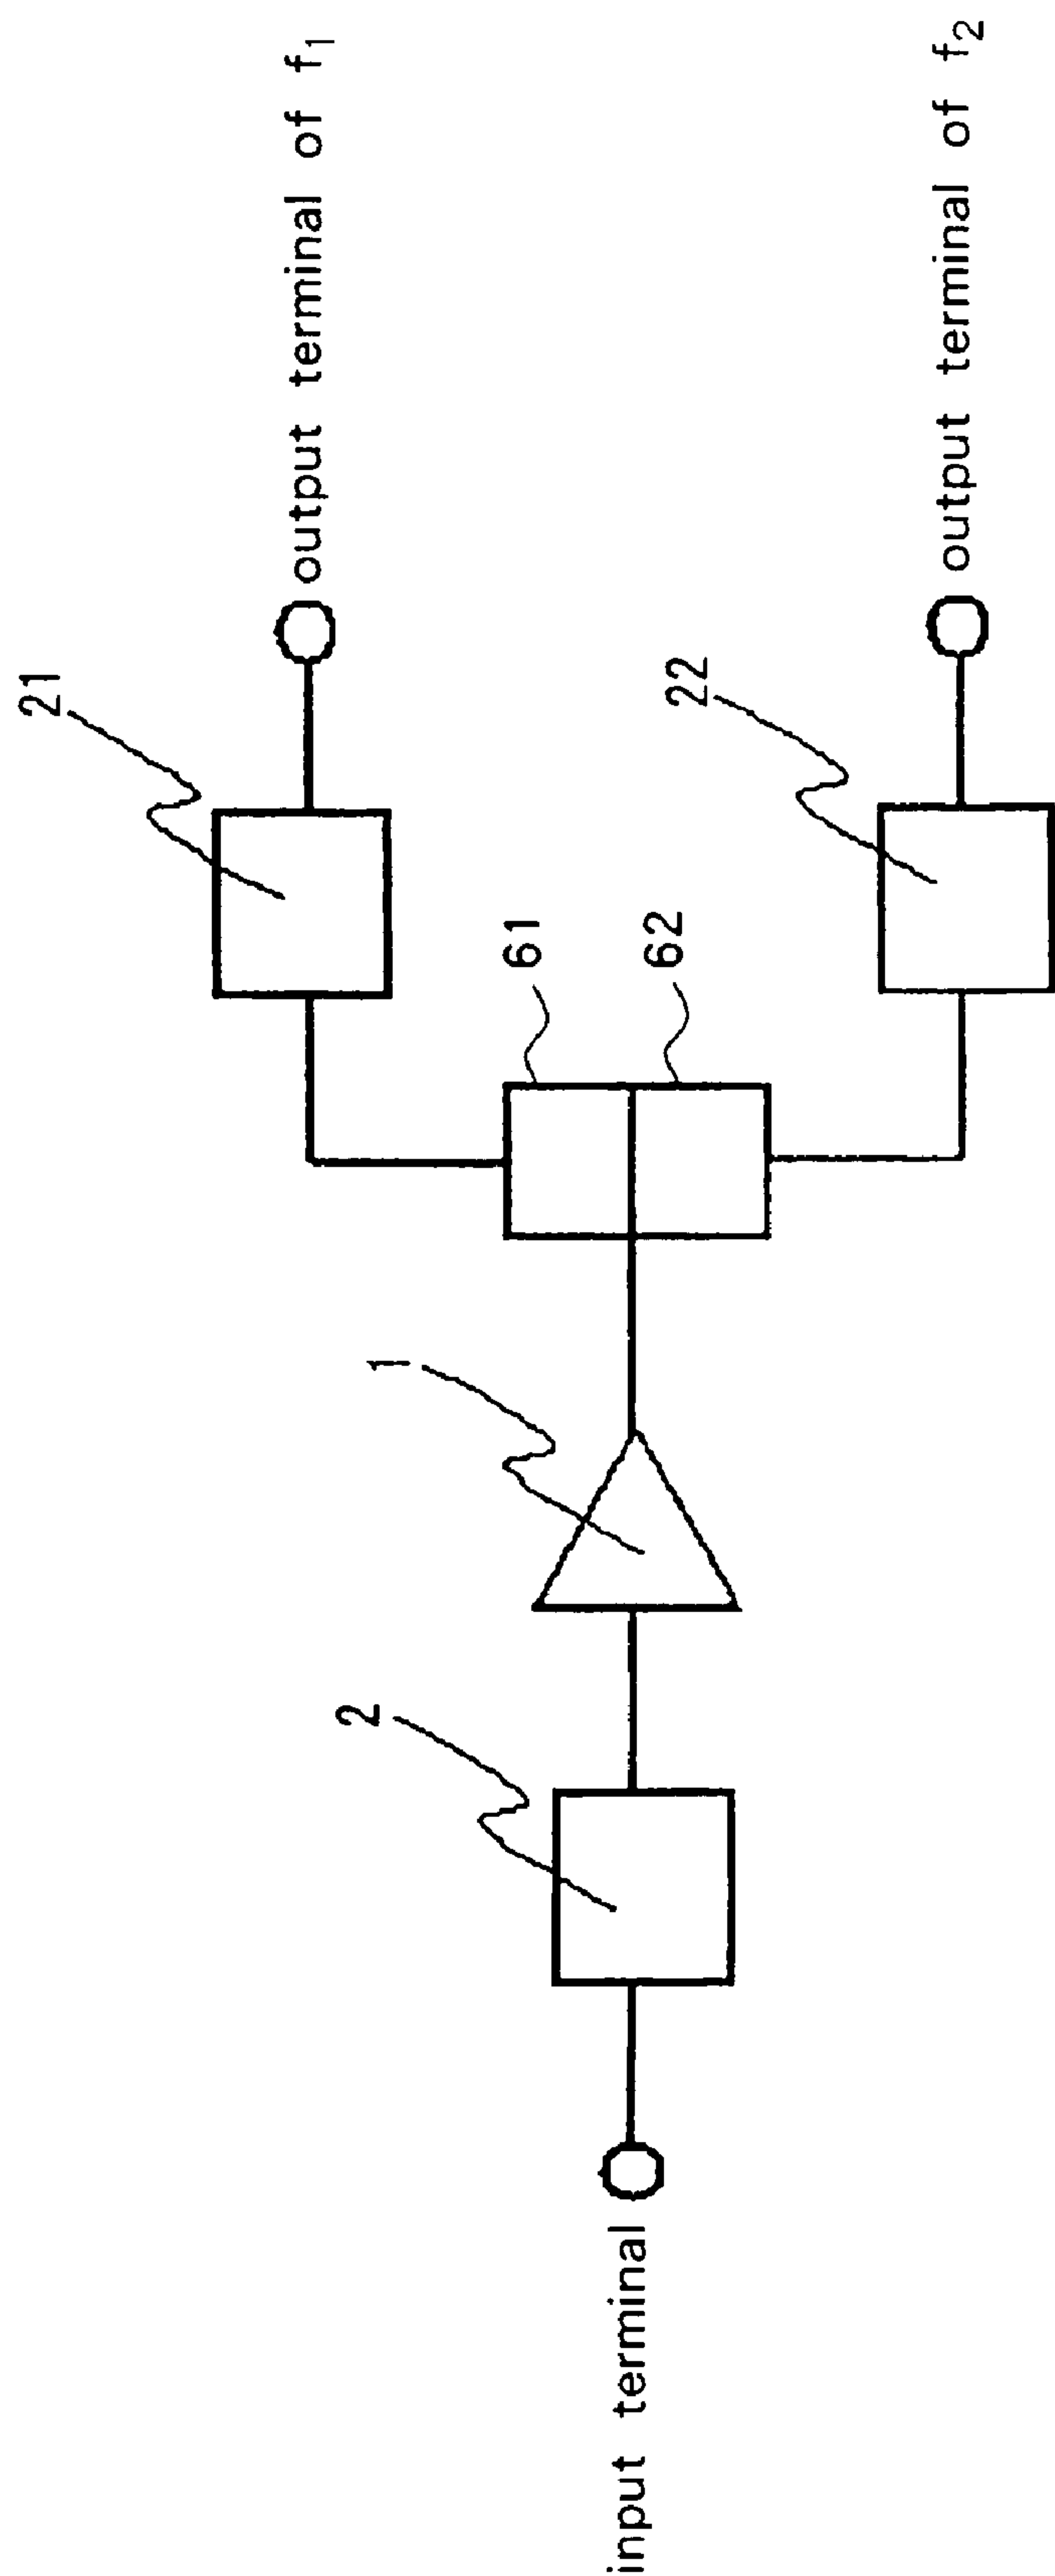 21
output terminal of f₁
61
62
1
2
input terminal
22
output terminal of f₂